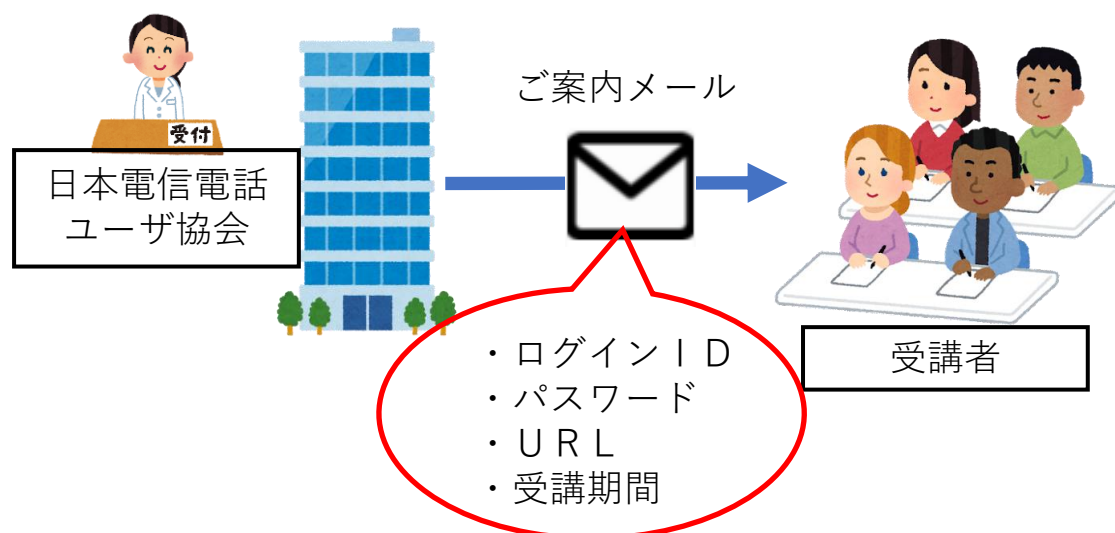 受付
日本電信電話
ユーザ協会
ご案内メール
・ログインＩＤ
・パスワード
・ＵＲＬ
・受講期間
受講者